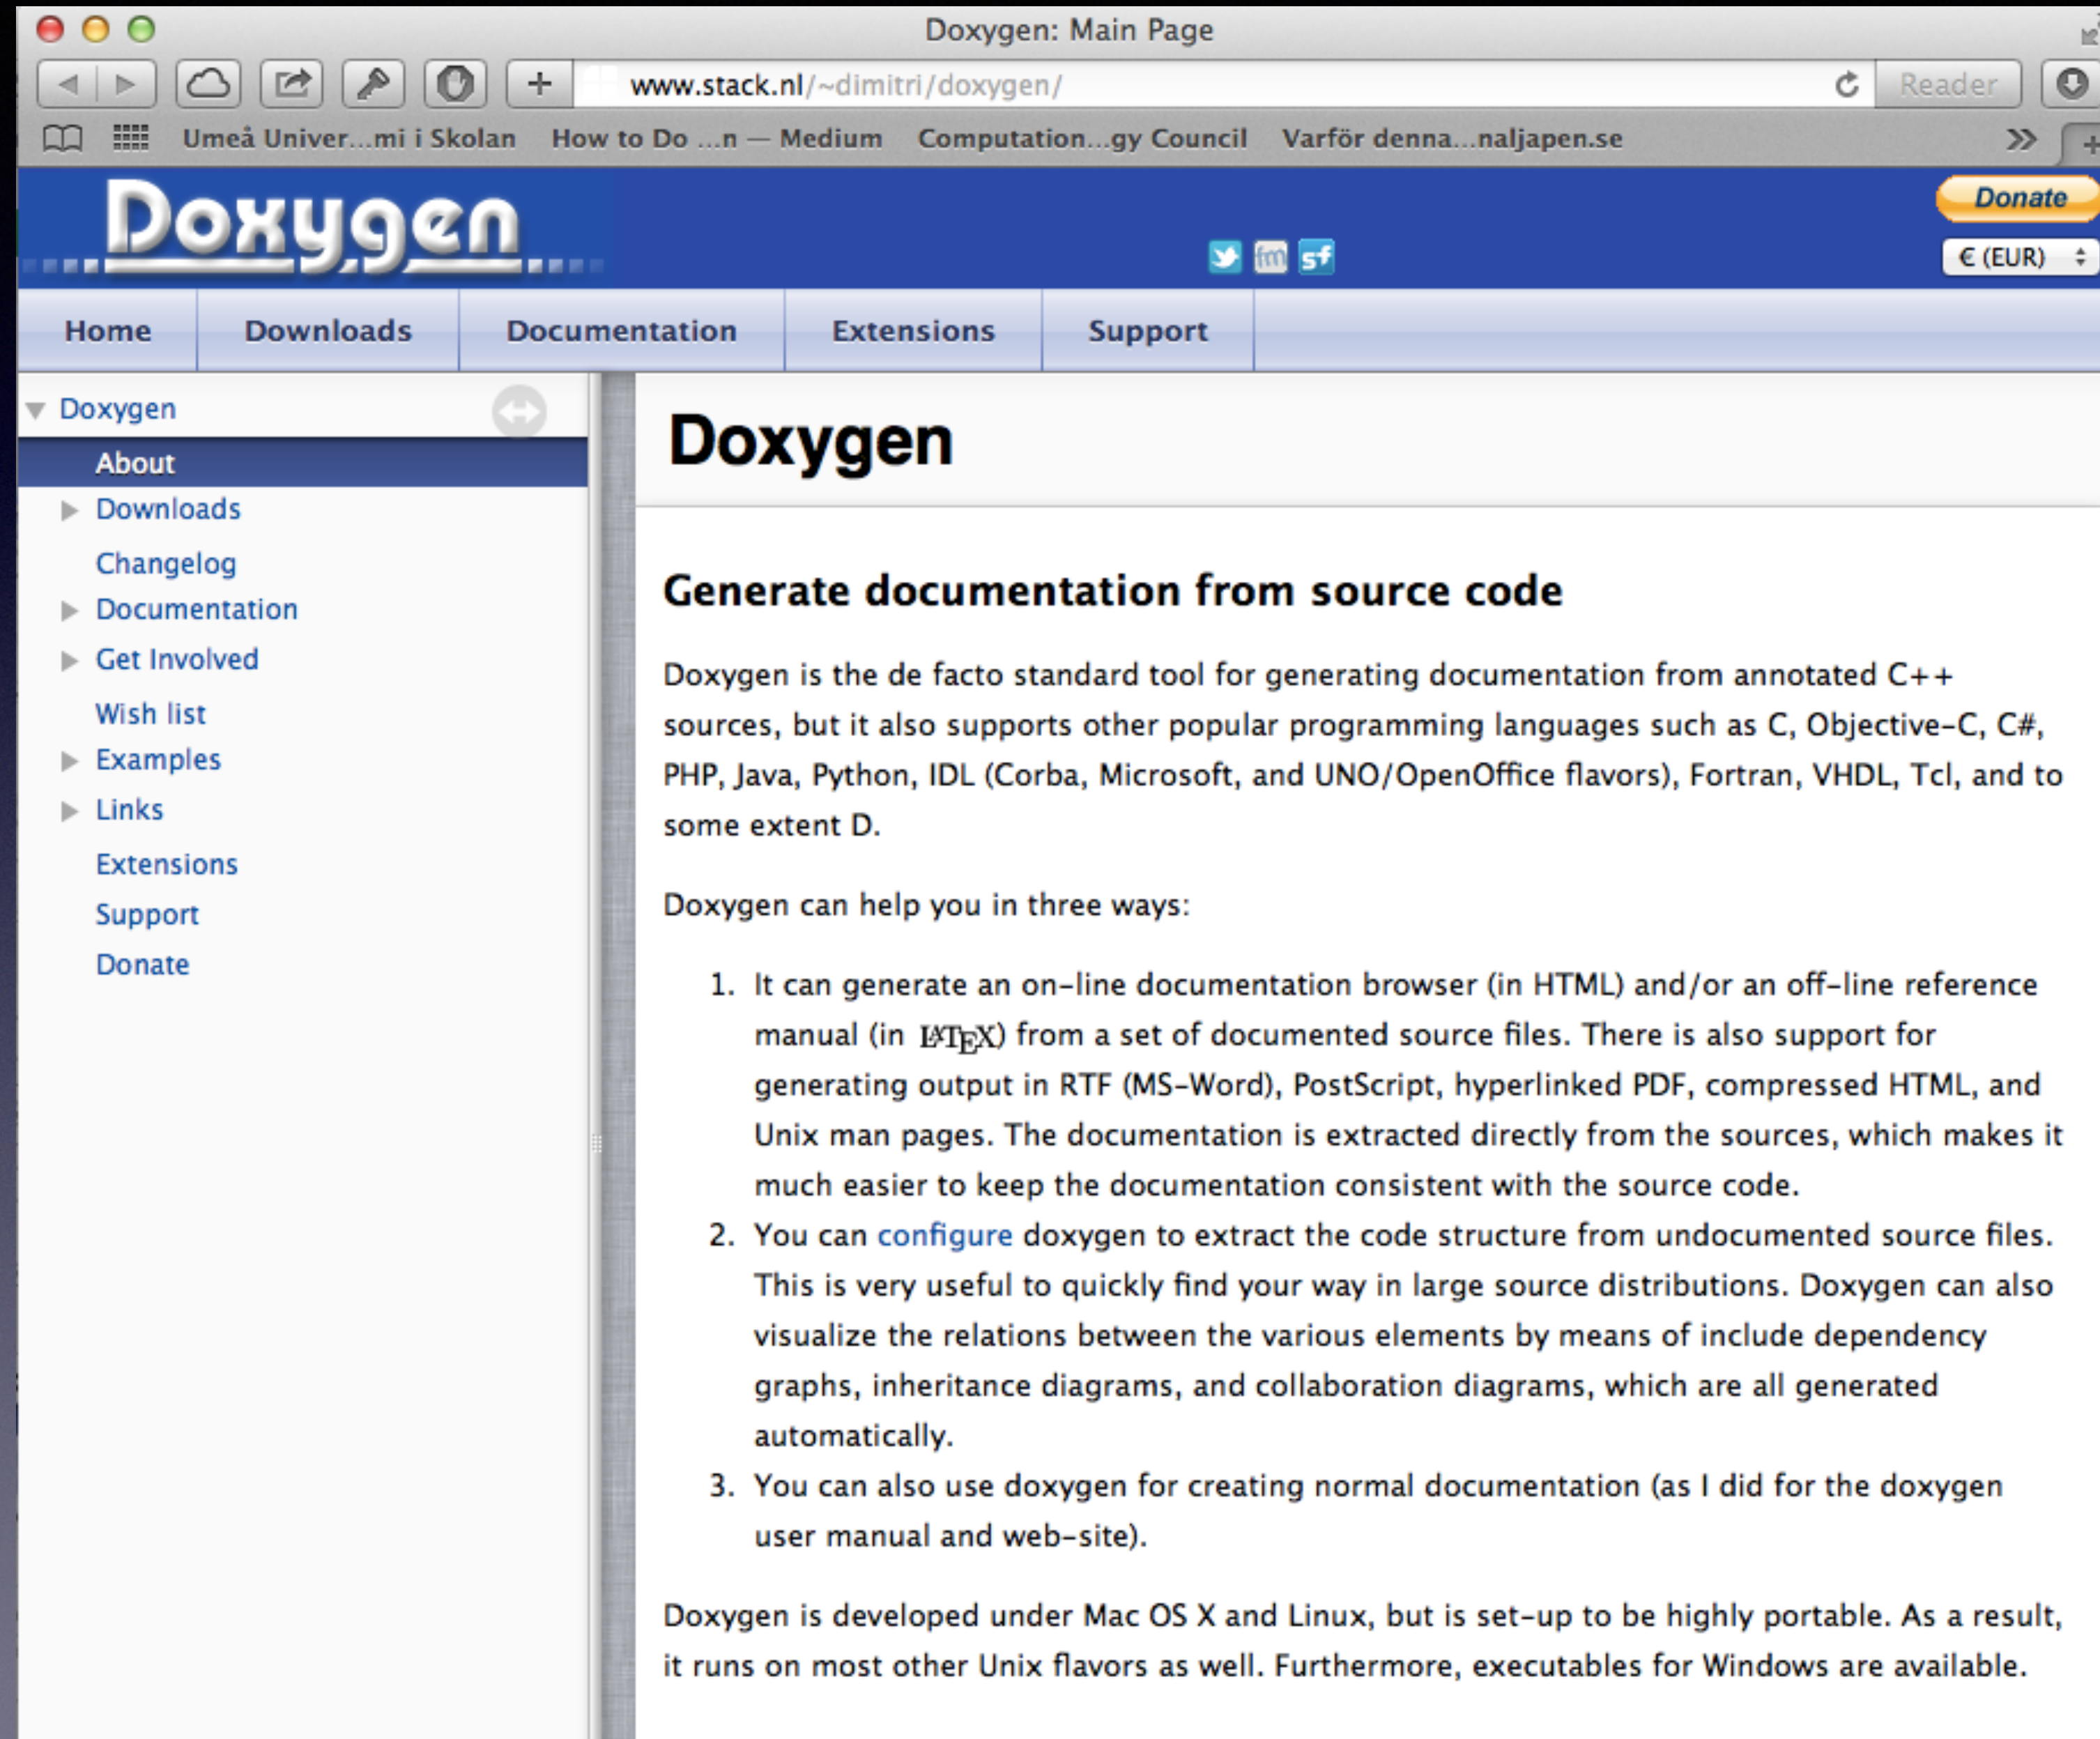 Doxygen: Main Page
www.stack.nl/~dimitri/doxygen/
Reader
Umeå Univer...mi i Skolan
How to Do ...n — Medium
Computation...gy Council
Varför denna...naljapen.se
Doxygen
Donate
fm
sf
€ (EUR)
Home
Downloads
Documentation
Extensions
Support
Doxygen
About
Downloads
Changelog
Documentation
Get Involved
Wish list
Examples
Links
Extensions
Support
Donate
Doxygen
Generate documentation from source code
Doxygen is the de facto standard tool for generating documentation from annotated C++
sources, but it also supports other popular programming languages such as C, Objective-C, C#,
PHP, Java, Python, IDL (Corba, Microsoft, and UNO/OpenOffice flavors), Fortran, VHDL, Tcl, and to
some extent D.
Doxygen can help you in three ways:
1. It can generate an on-line documentation browser (in HTML) and/or an off-line reference
manual (in LATEX) from a set of documented source files. There is also support for
generating output in RTF (MS-Word), PostScript, hyperlinked PDF, compressed HTML, and
Unix man pages. The documentation is extracted directly from the sources, which makes it
much easier to keep the documentation consistent with the source code.
2. You can configure doxygen to extract the code structure from undocumented source files.
This is very useful to quickly find your way in large source distributions. Doxygen can also
visualize the relations between the various elements by means of include dependency
graphs, inheritance diagrams, and collaboration diagrams, which are all generated
automatically.
3. You can also use doxygen for creating normal documentation (as I did for the doxygen
user manual and web-site).
Doxygen is developed under Mac OS X and Linux, but is set-up to be highly portable. As a result,
it runs on most other Unix flavors as well. Furthermore, executables for Windows are available.